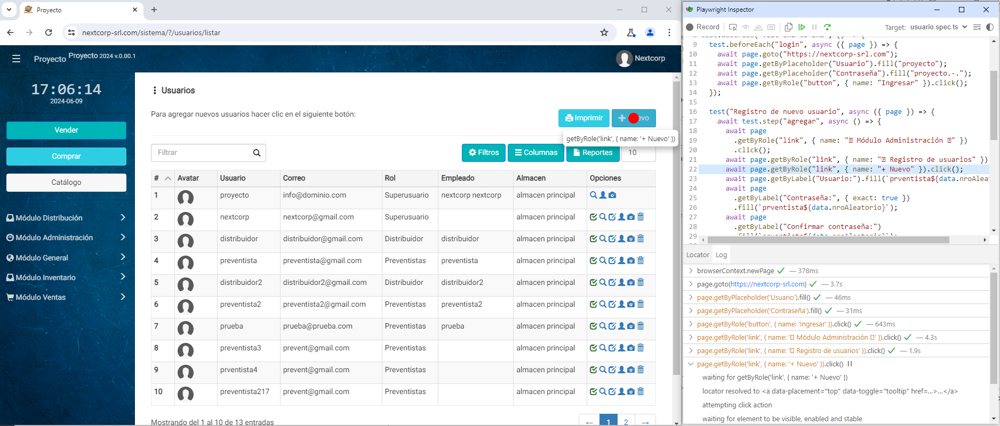 Proyecto
nextcorp-srl.com/sistema/?/usuarios/listar
Proyecto Proyecto 2024 v.0.00.1
Nextcorp
17:06:14
2024-06-09
Vender
Comprar
Catálogo
Módulo Distribución
Módulo Administración
Módulo General
Módulo Inventario
Módulo Ventas
Usuarios
Para agregar nuevos usuarios hacer clic en el siguiente botón:
Imprimir
getByRole('link', { name: '+ Nuevo' })
Filtrar
Filtros
Columnas
Reportes
10
# Avatar Usuario Correo Rol Empleado Almacen Opciones
1 proyecto info@dominio.com Superusuario nextcorp nextcorp almacen principal
2 nextcorp nextcorp@gmail.com Superusuario almacen principal
3 distribuidor distribuidor@gmail.com Distribuidor distribuidor almacen principal
4 preventista preventista@gmail.com Preventistas preventista almacen principal
5 distribuidor2 distribuidor2@gmail.com Distribuidor distribuidor2 almacen principal
6 preventista2 preventista2@gmail.com Preventistas preventista2 almacen principal
7 prueba prueba@prueba.com Preventistas prueba almacen principal
8 preventista3 prevent@gmail.com Preventistas almacen principal
9 prventista4 prevent@gmail.com Preventistas almacen principal
10 preventista217 prevent@gmail.com Preventistas almacen principal
Mostrando del 1 al 10 de 13 entradas
← 1 2 →
Playwright Inspector
Record
Target: usuario.spec.ts
9 test.beforeEach("login", async ({ page }) => {
10 await page.goto("https://nextcorp-srl.com");
11 await page.getByPlaceholder("Usuario").fill("proyecto");
12 await page.getByPlaceholder("Contraseña").fill("proyecto.-.");
13 await page.getByRole("button", { name: "Ingresar" }).click();
14 });
15
16 test("Registro de nuevo usuario", async ({ page }) => {
17 await test.step("agregar", async () => {
18 await page
19 .getByRole("link", { name: " Módulo Administración " })
20 .click();
21 await page.getByRole("link", { name: " Registro de usuarios" })
22 await page.getByRole("link", { name: "+ Nuevo" }).click();
23 await page.getByLabel("Usuario:").fill(`prventista${data.nroAleat
24 await page
25 .getByLabel("Contraseña:", { exact: true })
26 .fill(`prventista${data.nroAleatorio}`);
27 await page
28 .getByLabel("Confirmar contraseña:")
29 .fill(`prventista${data.nroAleatorio}`);
Locator Log
browserContext.newPage — 378ms
page.goto(https://nextcorp-srl.com) — 3.7s
page.getByPlaceholder('Usuario').fill() — 46ms
page.getByPlaceholder('Contraseña').fill() — 31ms
page.getByRole('button', { name: 'Ingresar' }).click() — 643ms
page.getByRole('link', { name: ' Módulo Administración ' }).click() — 4.3s
page.getByRole('link', { name: ' Registro de usuarios' }).click() — 1.9s
page.getByRole('link', { name: '+ Nuevo' }).click()
waiting for getByRole('link', { name: '+ Nuevo' })
locator resolved to <a data-placement="top" data-toggle="tooltip" href=…>…</a>
attempting click action
waiting for element to be visible, enabled and stable